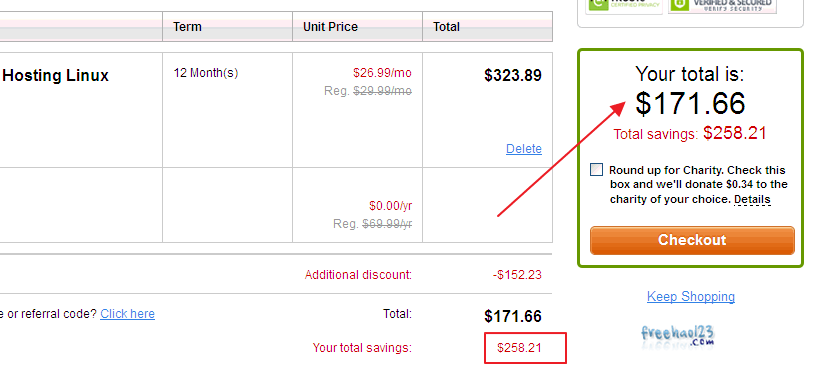 CERTIFIED PRIVACY
VERIFIED & SECURED
VERIFY SECURITY
Term Unit Price Total
Hosting Linux 12 Month(s) $26.99/mo $323.89
Reg. $29.99/mo
Delete
$0.00/yr
Reg. $69.99/yr
Additional discount: -$152.23
e or referral code? Click here Total: $171.66
Your total savings: $258.21
Your total is:
$171.66
Total savings: $258.21
Round up for Charity. Check this
box and we'll donate $0.34 to the
charity of your choice. Details
Checkout
Keep Shopping
freehao123
.com